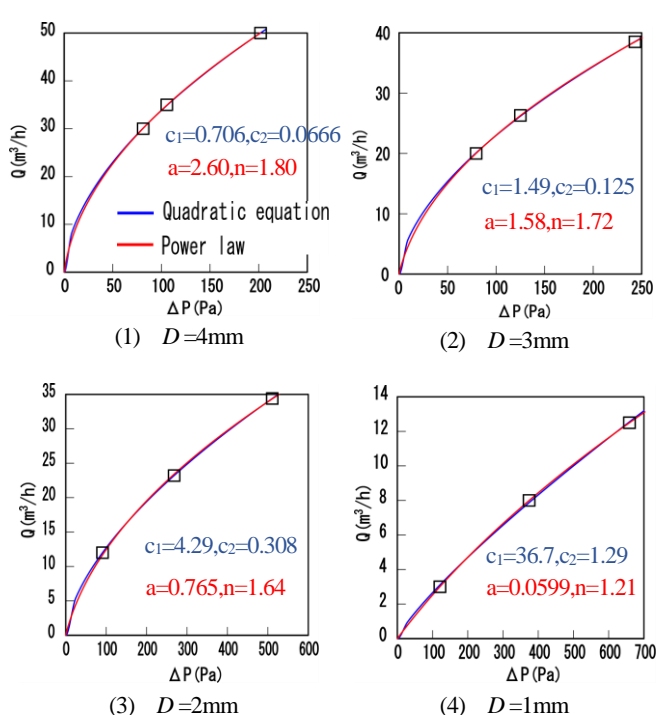 50
40
30
20
10
0
Q(m³/h)
c₁=0.706,c₂=0.0666
a=2.60,n=1.80
Quadratic equation
Power law
0 50 100 150 200 250
ΔP(Pa)
(1) D=4mm
40
30
20
10
0
Q(m³/h)
c₁=1.49,c₂=0.125
a=1.58,n=1.72
0 50 100 150 200 250
ΔP(Pa)
(2) D=3mm
35
30
25
20
15
10
5
0
Q(m³/h)
c₁=4.29,c₂=0.308
a=0.765,n=1.64
0 100 200 300 400 500 600
ΔP(Pa)
(3) D=2mm
14
12
10
8
6
4
2
0
Q(m³/h)
c₁=36.7,c₂=1.29
a=0.0599,n=1.21
0 100 200 300 400 500 600 700
ΔP(Pa)
(4) D=1mm